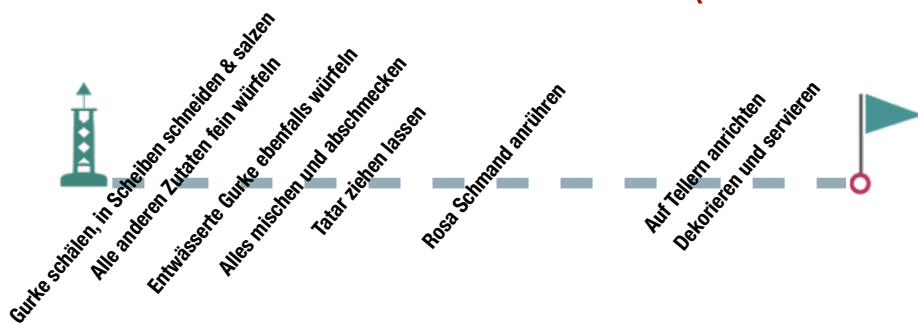 Gurke schälen, in Scheiben schneiden & salzen
Alle anderen Zutaten fein würfeln
Entwässerte Gurke ebenfalls würfeln
Alles mischen und abschmecken
Tatar ziehen lassen
Rosa Schmand anrühren
Auf Tellern anrichten
Dekorieren und servieren